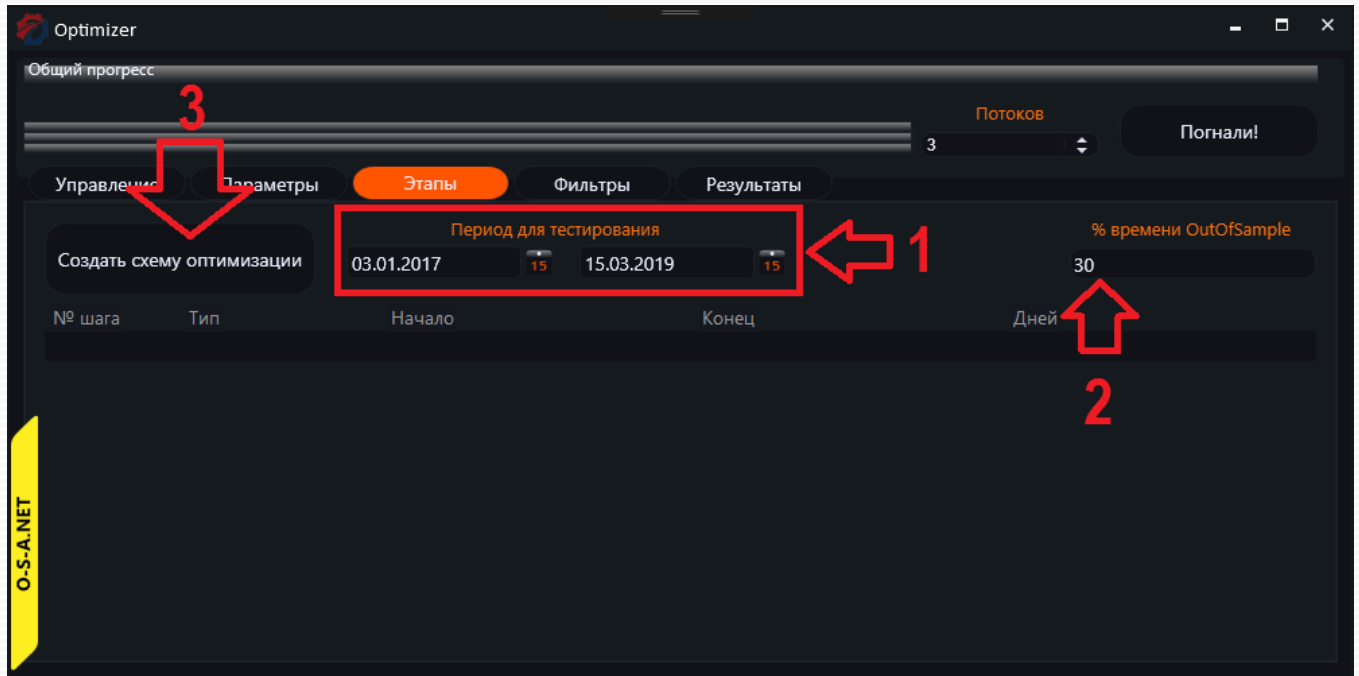 Optimizer
Общий прогресс
3
Потоков
3
Погнали!
Управление Параметры Этапы Фильтры Результаты
Создать схему оптимизации
Период для тестирования
03.01.2017 15 15.03.2019 15
1
% времени OutOfSample
30
№ шага Тип Начало Конец Дней
2
O-S-A.NET